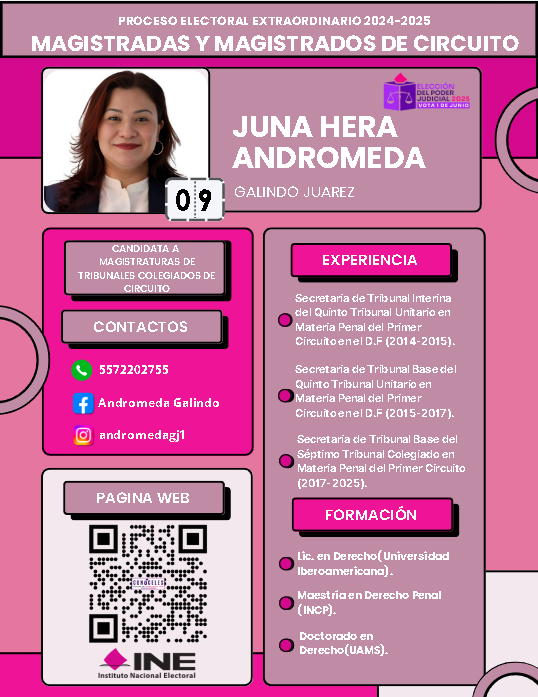 PROCESO ELECTORAL EXTRAORDINARIO 2024-2025
MAGISTRADAS Y MAGISTRADOS DE CIRCUITO
ELECCIÓN
DEL PODER
JUDICIAL 2025
VOTA 1 DE JUNIO
JUNA HERA
ANDROMEDA
GALINDO JUAREZ
09
CANDIDATA A
MAGISTRATURAS DE
TRIBUNALES COLEGIADOS DE
CIRCUITO
CONTACTOS
5572202755
Andromeda Galindo
andromedagj1
PAGINA WEB
CONÓCELES
INE
Instituto Nacional Electoral
EXPERIENCIA
Secretaria de Tribunal Interina
del Quinto Tribunal Unitario en
Materia Penal del Primer
Circuito en el D.F (2014-2015).
Secretaria de Tribunal Base del
Quinto Tribunal Unitario en
Materia Penal del Primer
Circuito en el D.F (2015-2017).
Secretaria de Tribunal Base del
Séptimo Tribunal Colegiado en
Materia Penal del Primer Circuito
(2017- 2025).
FORMACIÓN
Lic. en Derecho(Universidad
Iberoamericana).
Maestria en Derecho Penal
(INCP).
Doctorado en
Derecho(UAMS).